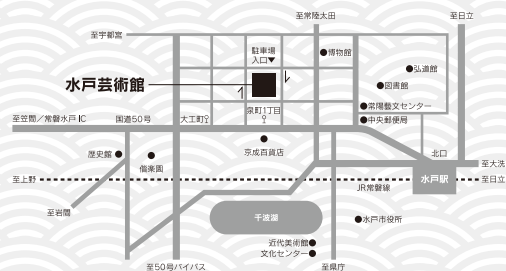 至常陸太田
至日立
至宇都宮
駐車場
入口▼
●博物館
●弘道館
●図書館
水戸芸術館
●常陽藝文センター
至笠間／常磐水戸IC
国道50号
大工町
泉町1丁目
●中央郵便局
歴史館●
偕楽園
京成百貨店
北口
至大洗
至上野
JR常磐線
水戸駅
至日立
至岩間
千波湖
●水戸市役所
近代美術館●
文化センター●
至50号バイパス
至県庁